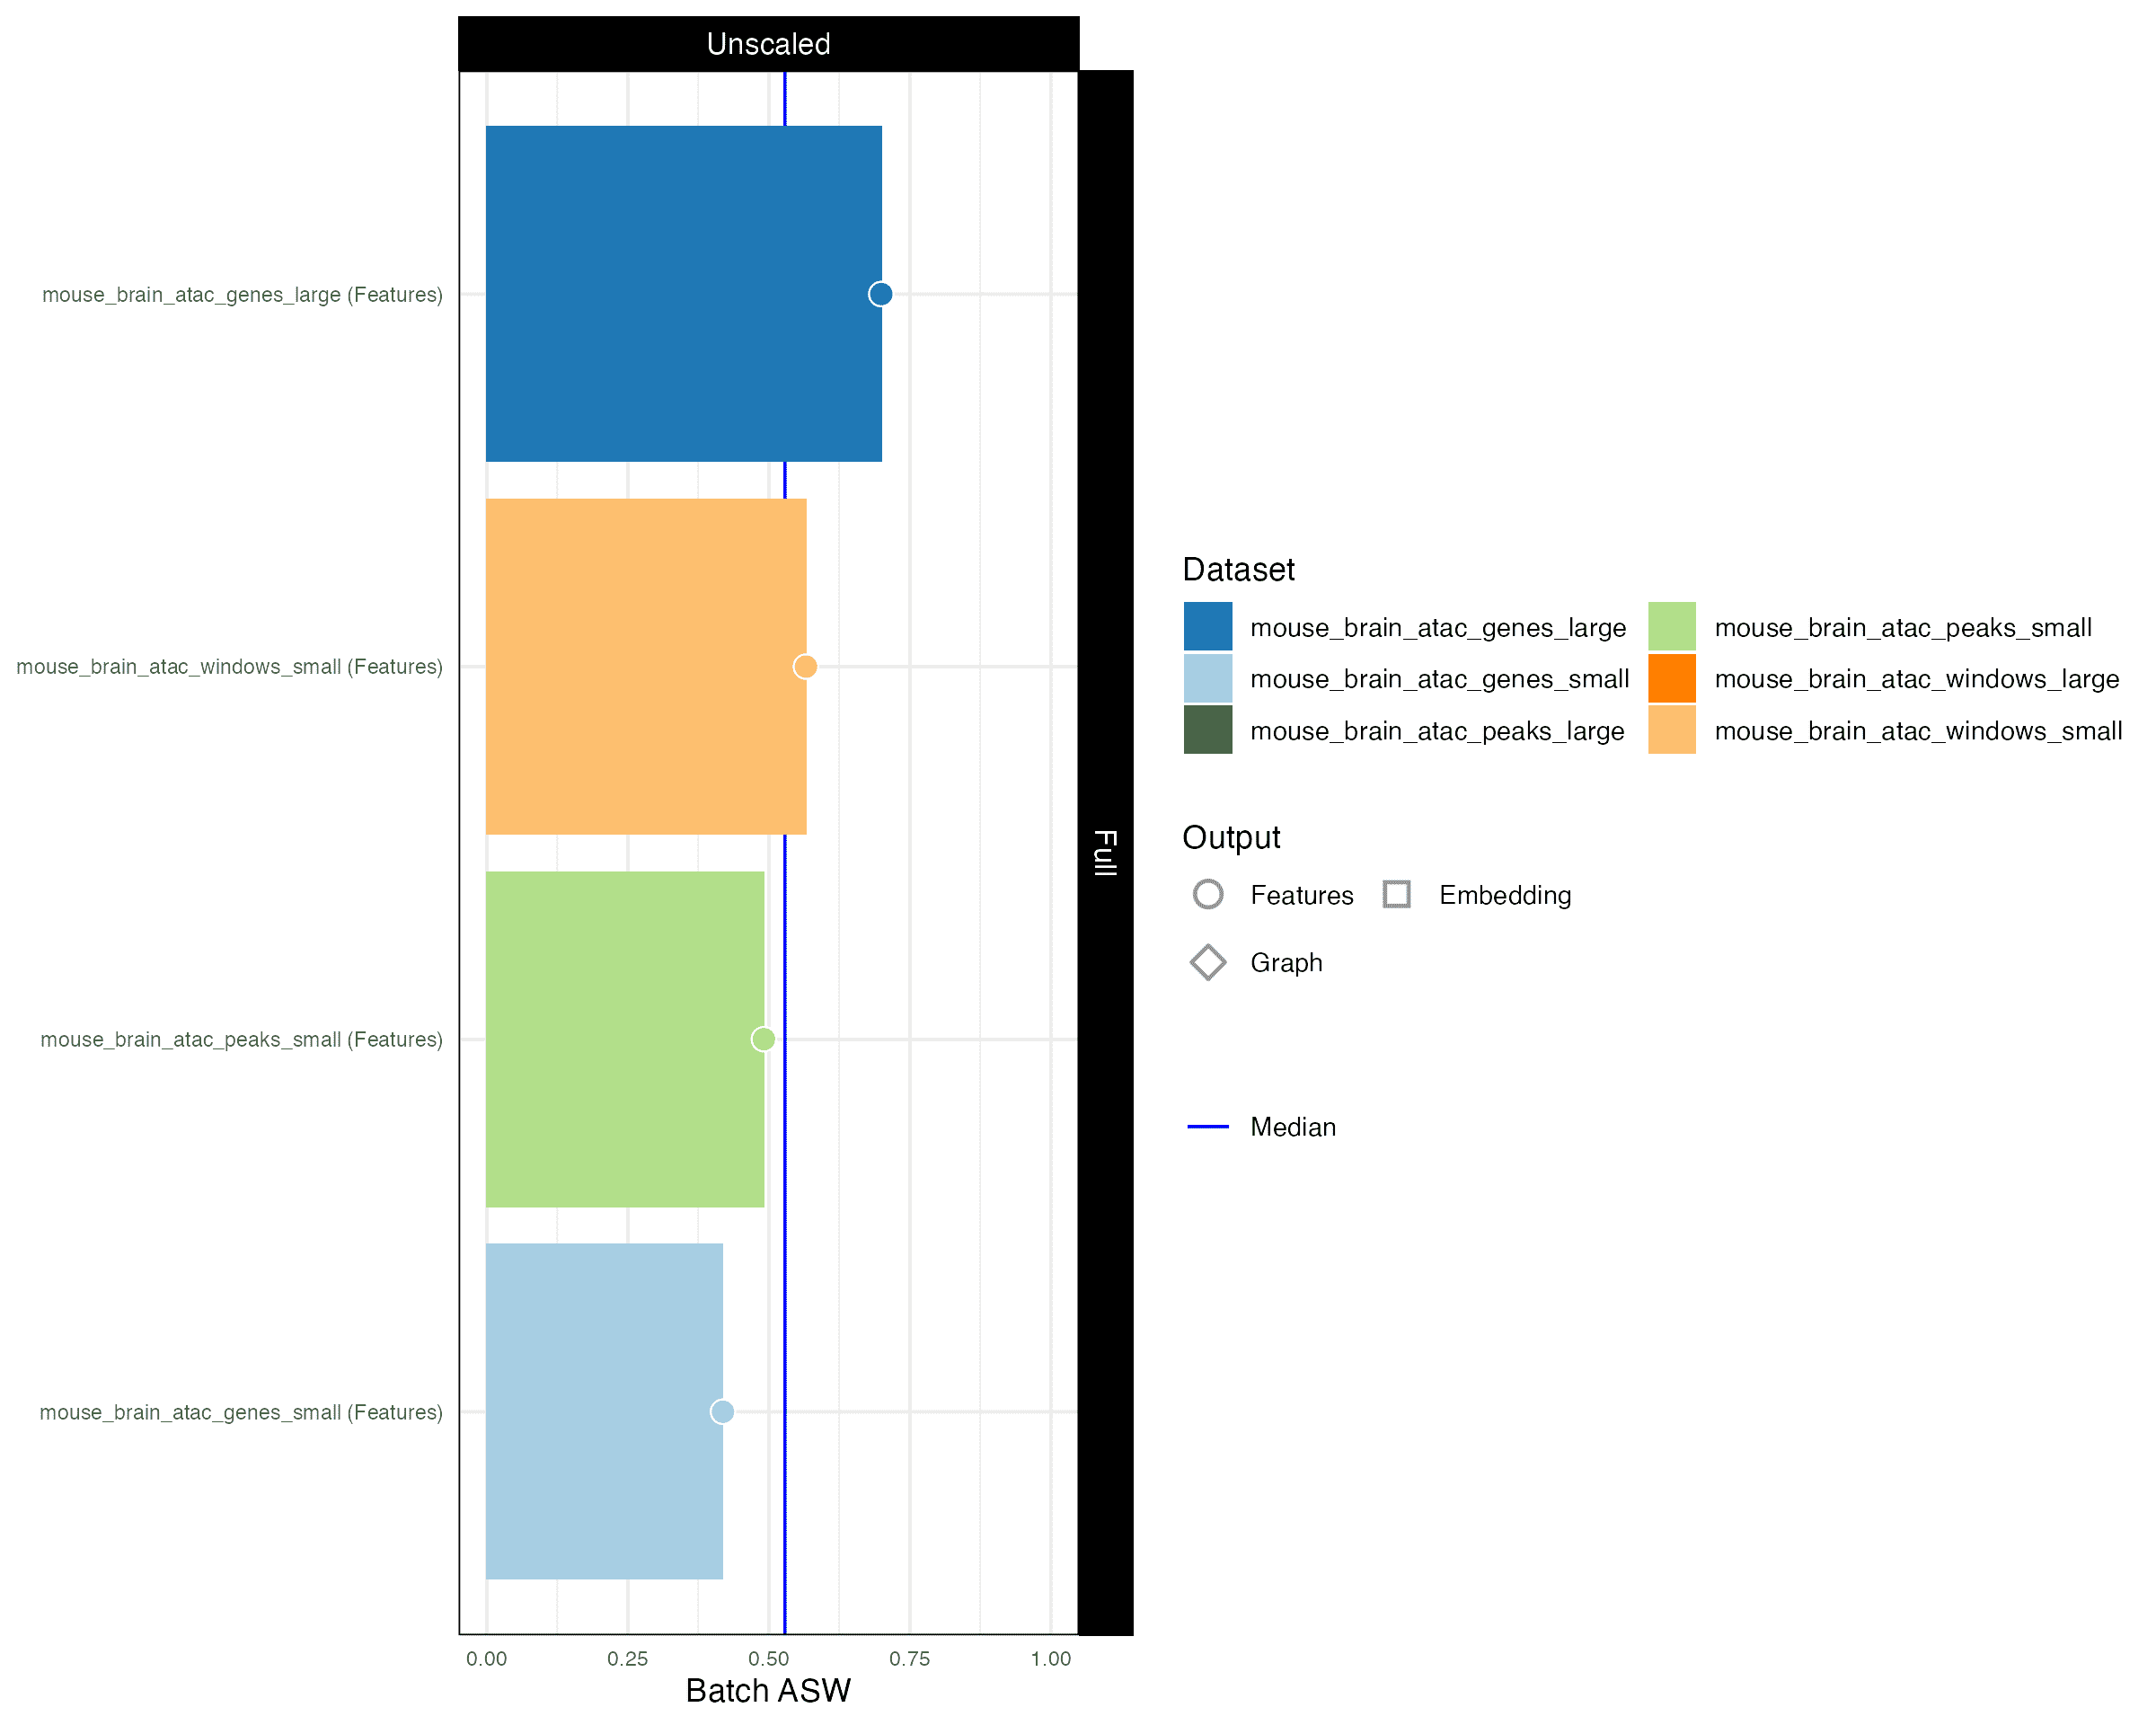 Unscaled
mouse_brain_atac_genes_large (Features)
mouse_brain_atac_windows_small (Features)
mouse_brain_atac_peaks_small (Features)
mouse_brain_atac_genes_small (Features)
0.00 0.25 0.50 0.75 1.00
Batch ASW
Full
Dataset
mouse_brain_atac_genes_large mouse_brain_atac_peaks_small
mouse_brain_atac_genes_small mouse_brain_atac_windows_large
mouse_brain_atac_peaks_large mouse_brain_atac_windows_small
Output
Features Embedding
Graph
Median